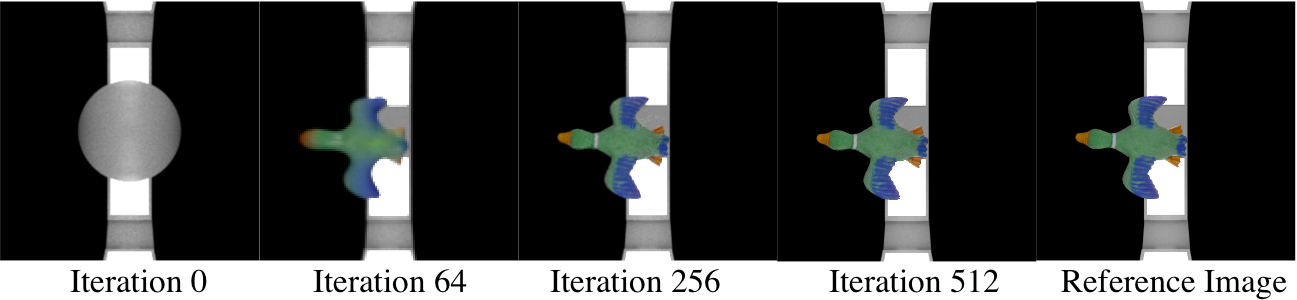 Iteration 0
Iteration 64
Iteration 256
Iteration 512
Reference Image